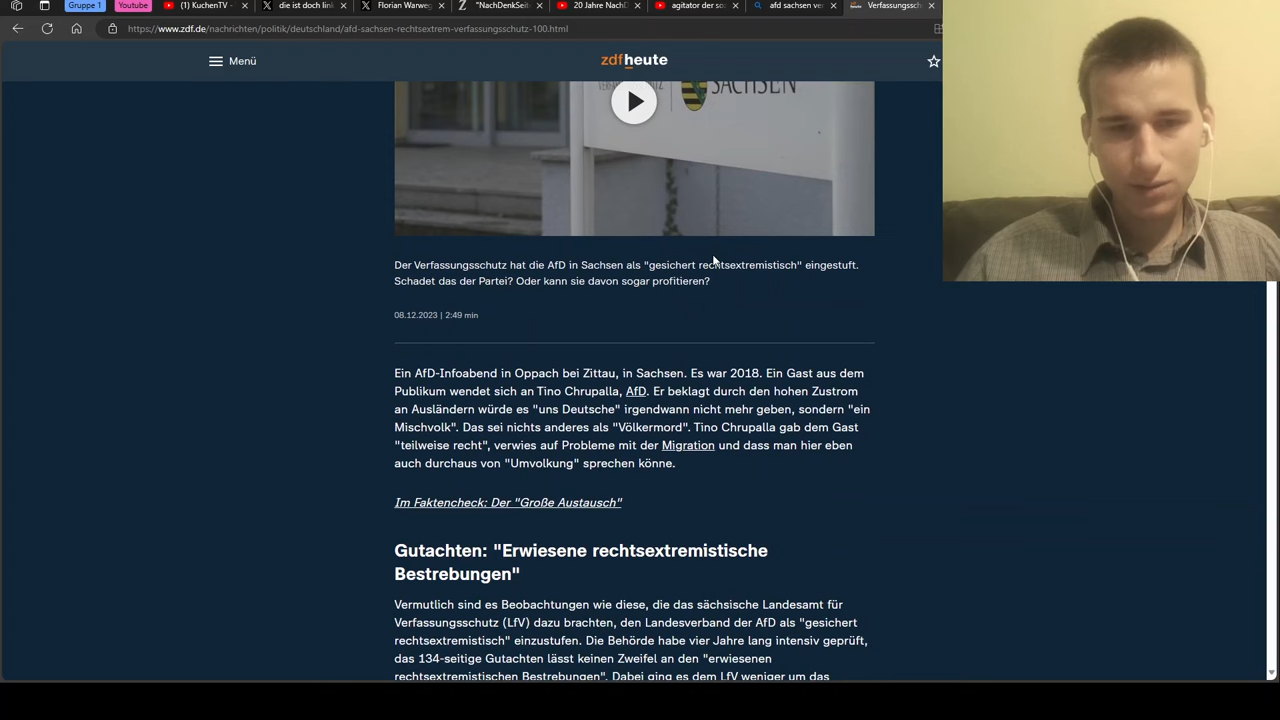 Gruppe 1
Youtube
(1) KuchenTV -
die ist doch link
Florian Warweg
"NachDenkSeit
20 Jahre NachD
agitator der soz
afd sachsen ver
Verfassungssch
https://www.zdf.de/nachrichten/politik/deutschland/afd-sachsen-rechtsextrem-verfassungsschutz-100.html
Menü
zdfheute
SACHSEN
Der Verfassungsschutz hat die AfD in Sachsen als "gesichert rechtsextremistisch" eingestuft.
Schadet das der Partei? Oder kann sie davon sogar profitieren?
08.12.2023 | 2:49 min
Ein AfD-Infoabend in Oppach bei Zittau, in Sachsen. Es war 2018. Ein Gast aus dem
Publikum wendet sich an Tino Chrupalla, AfD. Er beklagt durch den hohen Zustrom
an Ausländern würde es "uns Deutsche" irgendwann nicht mehr geben, sondern "ein
Mischvolk". Das sei nichts anderes als "Völkermord". Tino Chrupalla gab dem Gast
"teilweise recht", verwies auf Probleme mit der Migration und dass man hier eben
auch durchaus von "Umvolkung" sprechen könne.
Im Faktencheck: Der "Große Austausch"
Gutachten: "Erwiesene rechtsextremistische
Bestrebungen"
Vermutlich sind es Beobachtungen wie diese, die das sächsische Landesamt für
Verfassungsschutz (LfV) dazu brachten, den Landesverband der AfD als "gesichert
rechtsextremistisch" einzustufen. Die Behörde habe vier Jahre lang intensiv geprüft,
das 134-seitige Gutachten lässt keinen Zweifel an den "erwiesenen
rechtsextremistischen Bestrebungen". Dabei ging es dem LfV weniger um das